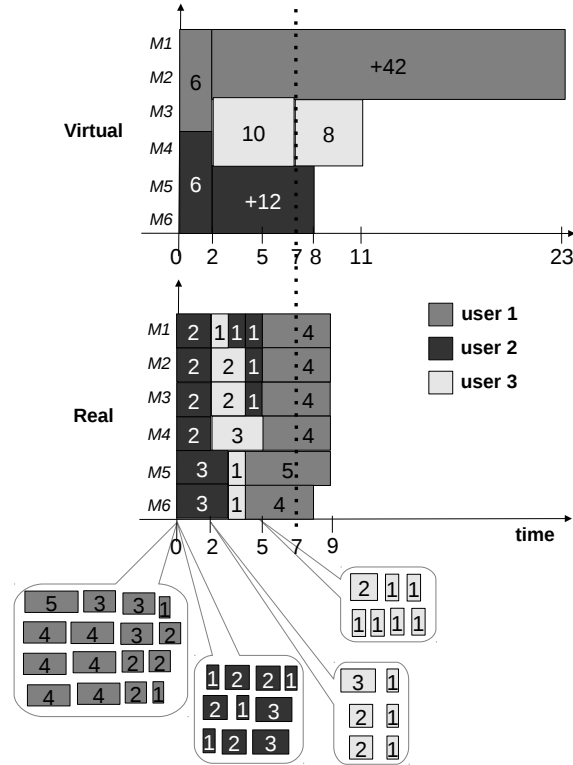 M1
M2
M3
M4
M5
M6
Virtual
6
+42
10
8
6
+12
0 2 5 7 8 11 23
user 1
user 2
user 3
Real
M1 2 1 1 1 4
M2 2 2 1 4
M3 2 2 1 4
M4 2 3 4
M5 3 1 5
M6 3 1 4
time
0 2 5 7 9
5 3 3 1
4 4 3 2
4 4 2 2
4 4 2 1
1 2 2 1
2 1 3
1 2 3
2 1 1
1 1 1 1
3 1
2 1
2 1